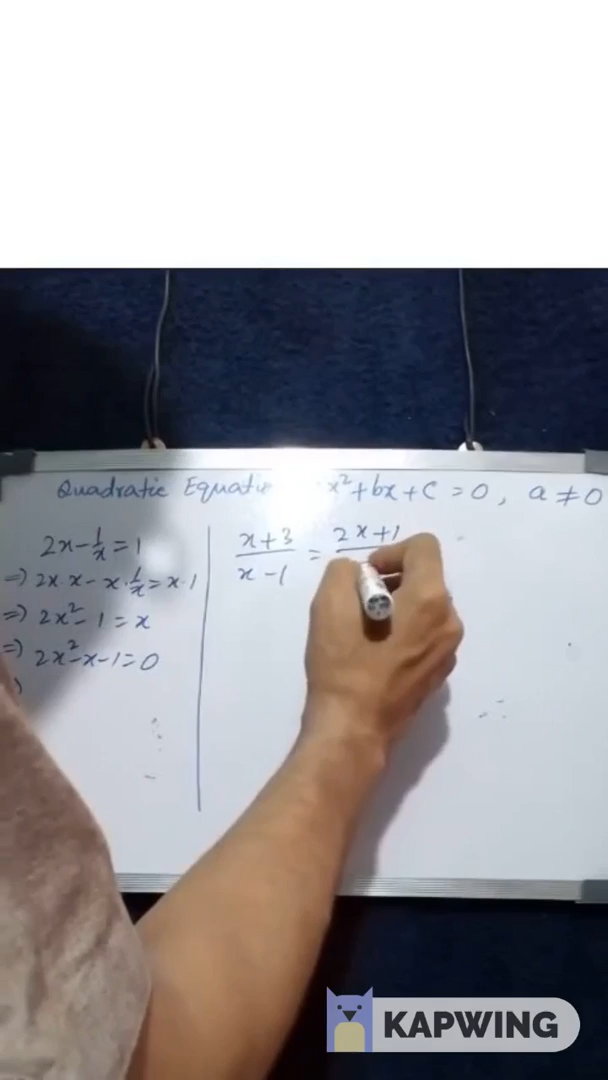 Quadratic Equatio x²+bx+c=0, a≠0
2x-1/x=1
=) 2x·x-x·1/x=x·1
=) 2x²-1=x
=) 2x²-x-1=0
x+3/x-1 = 2x+1
KAPWING